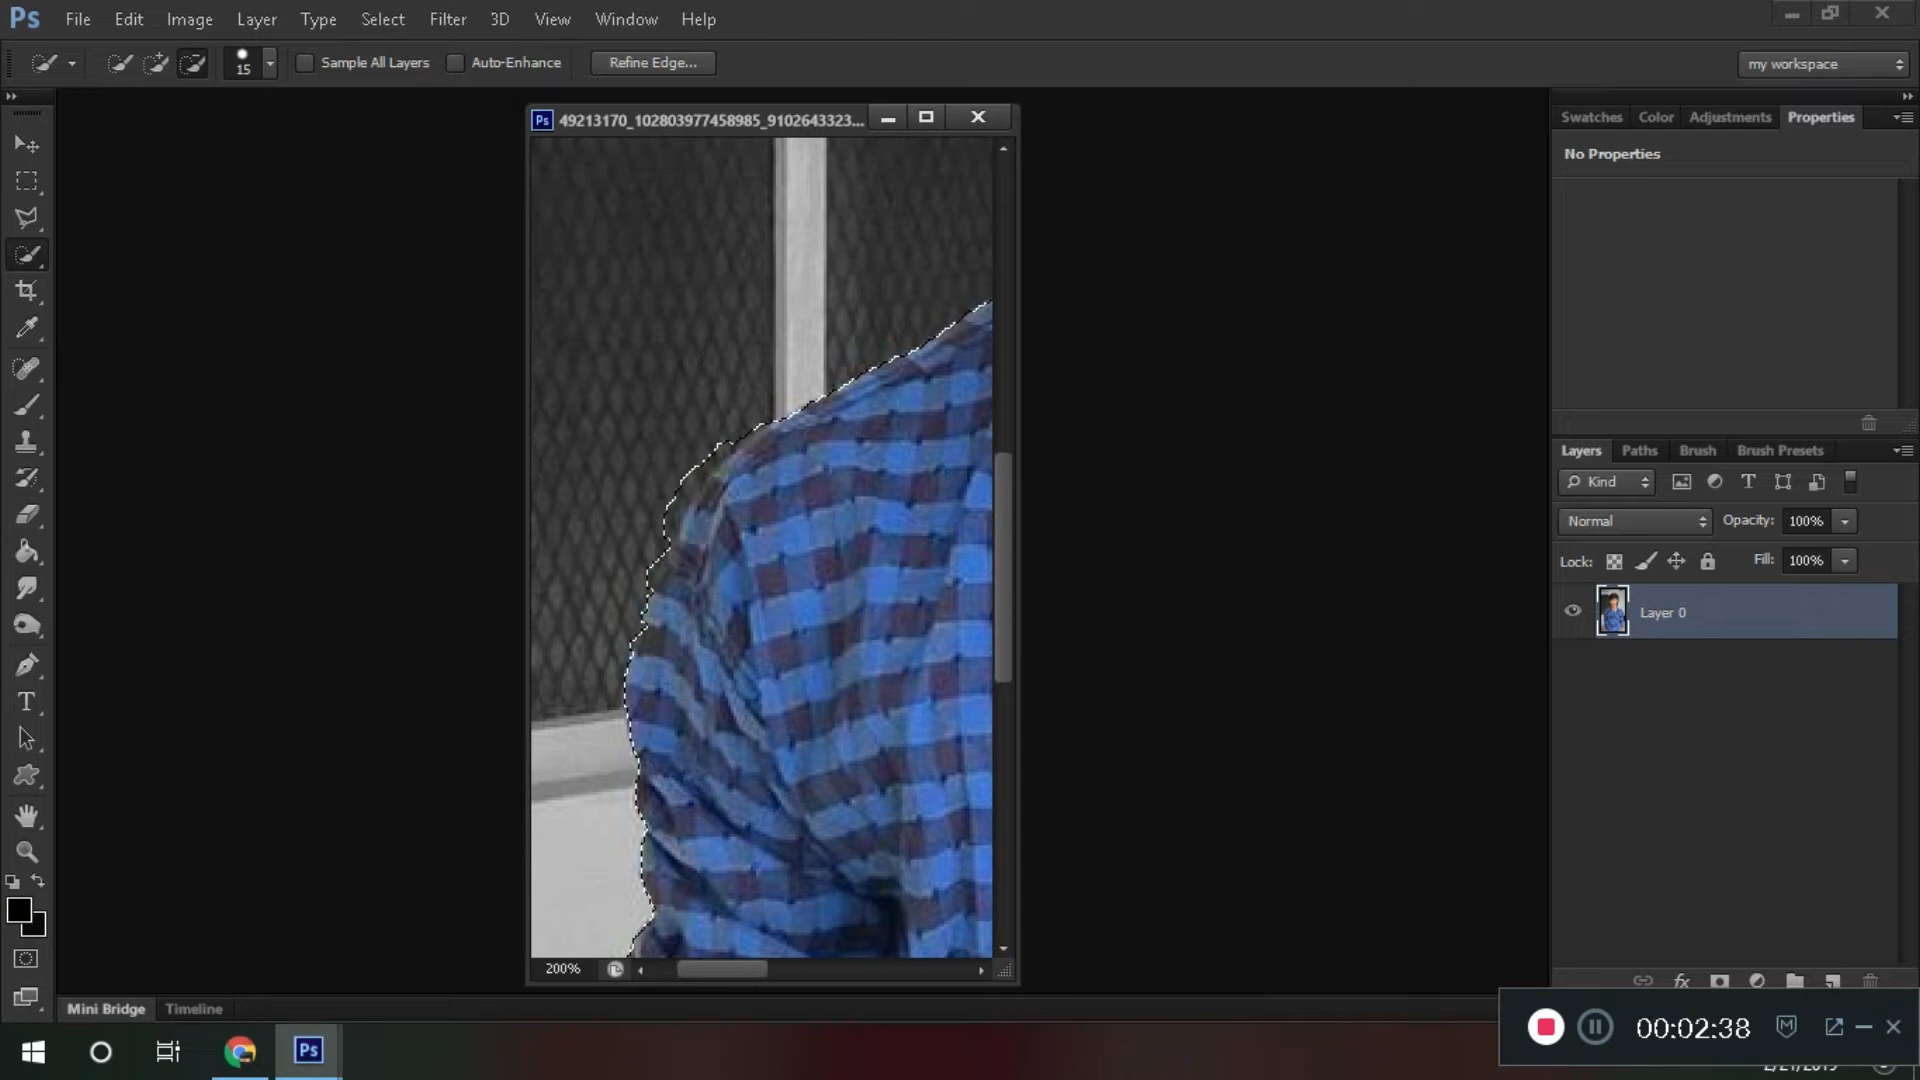 Ps File Edit Image Layer Type Select Filter 3D View Window Help
15 Sample All Layers Auto-Enhance Refine Edge... my workspace
Ps 49213170_102803977458985_9102643323...
Swatches Color Adjustments Properties
No Properties
Layers Paths Brush Brush Presets
Kind
Normal Opacity: 100%
Lock: Fill: 100%
Layer 0
200%
Mini Bridge Timeline
00:02:38
Ps